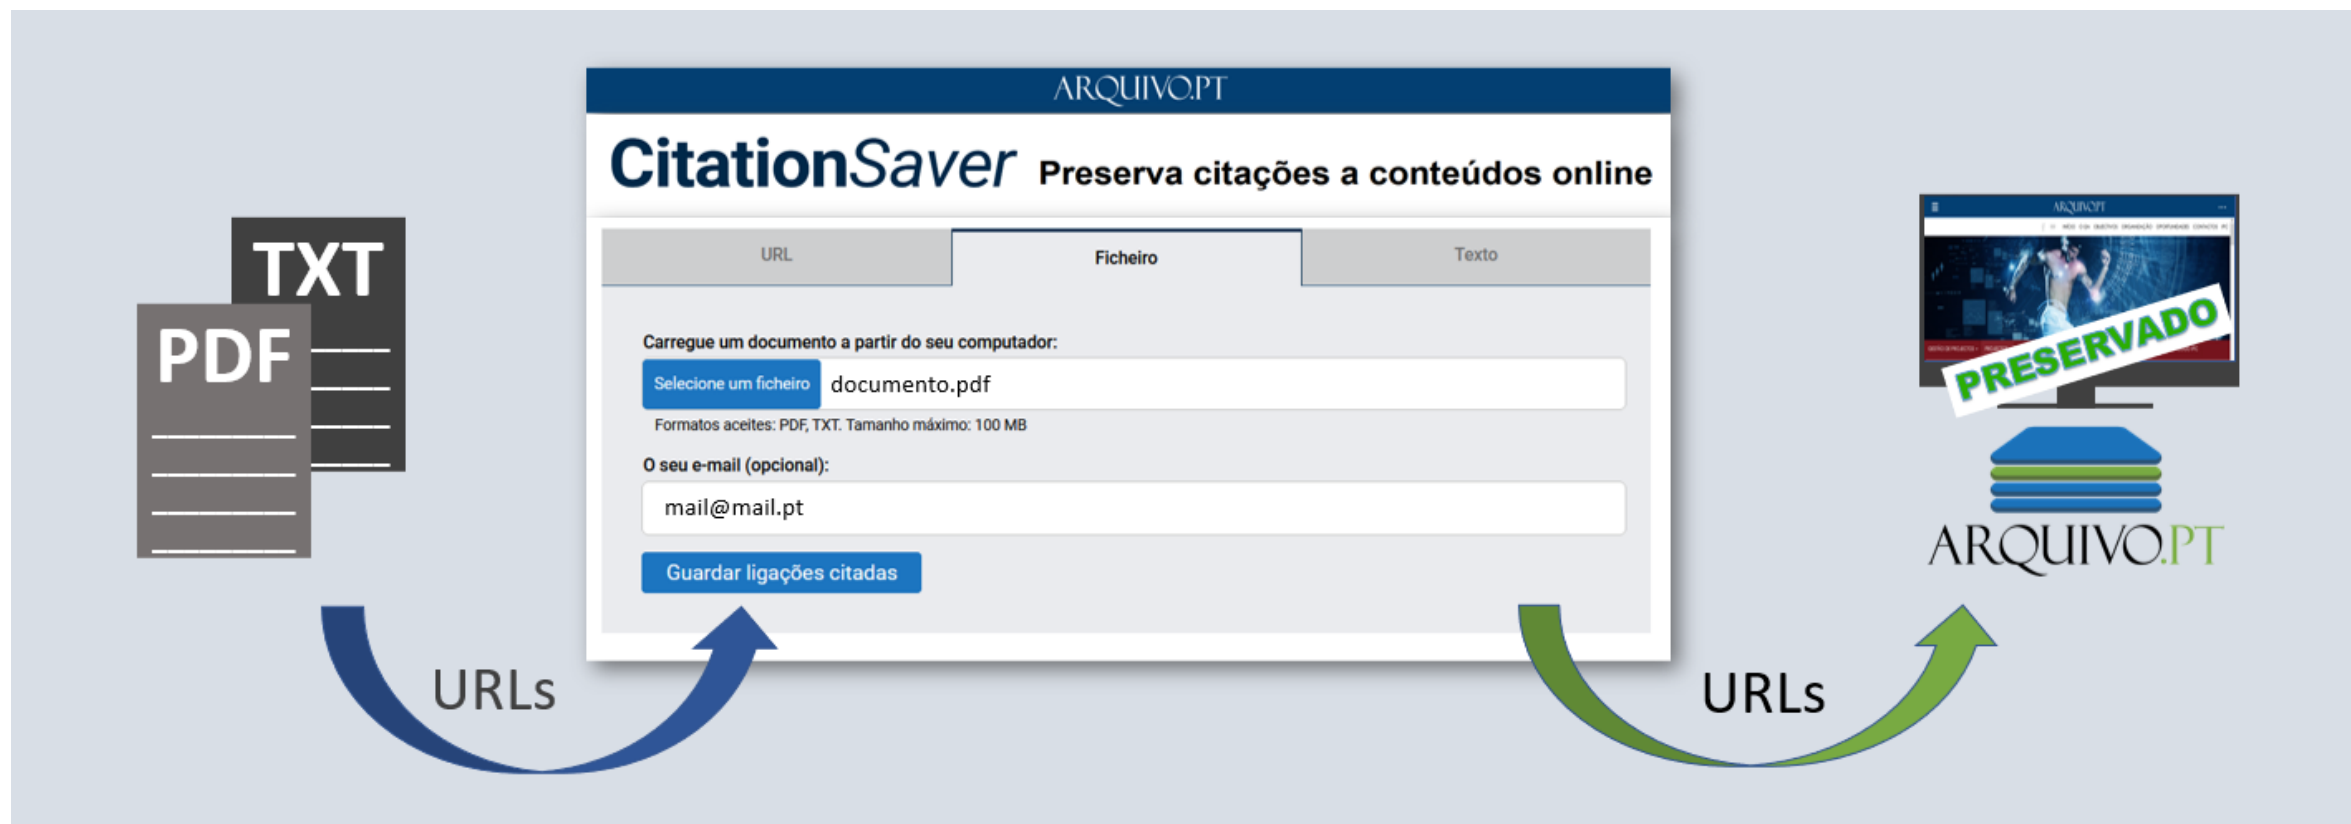 ARQUIVO.PT
CitationSaver Preserva citações a conteúdos online
URL
Ficheiro
Texto
Carregue um documento a partir do seu computador:
Selecione um ficheiro documento.pdf
Formatos aceites: PDF, TXT. Tamanho máximo: 100 MB
O seu e-mail (opcional):
mail@mail.pt
Guardar ligações citadas
TXT
PDF
URLs
URLs
ARQUIVO.PT
PRESERVADO
ARQUIVO.PT